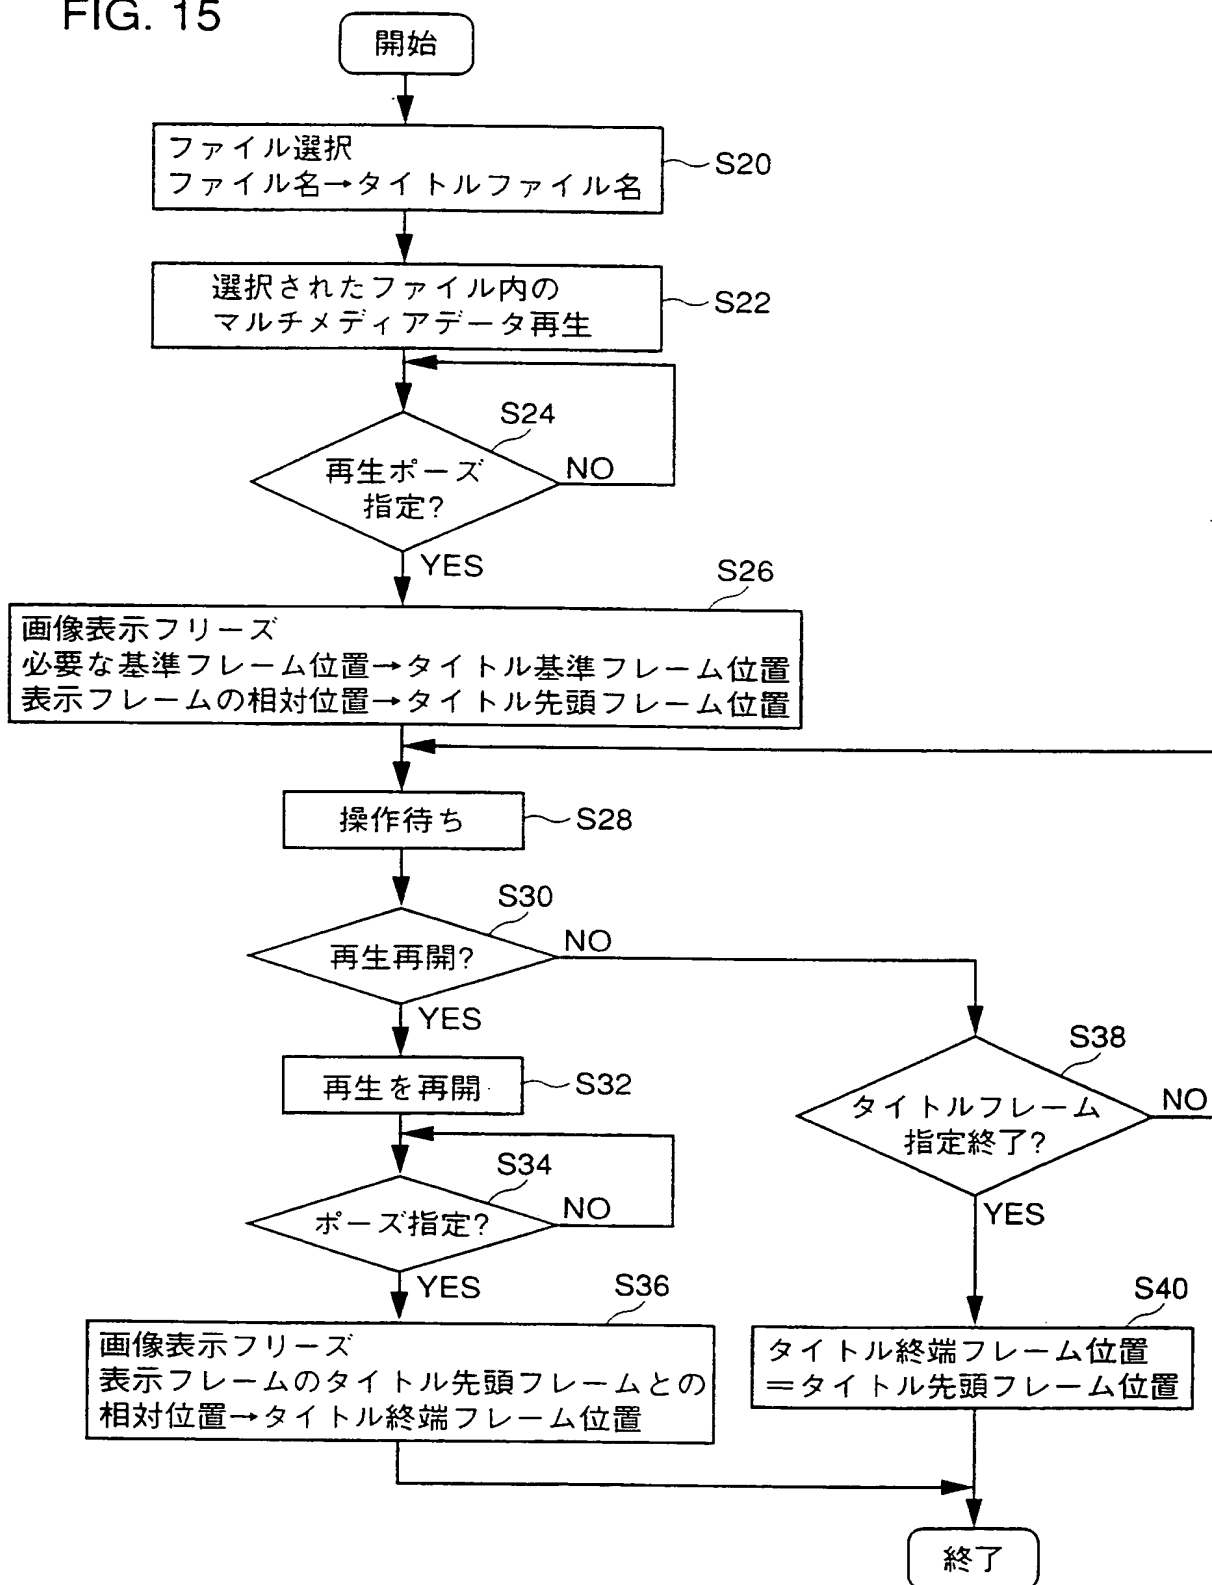 FIG. 15
開始
ファイル選択
ファイル名→タイトルファイル名
S20
選択されたファイル内の
マルチメディアデータ再生
S22
S24
再生ポーズ
指定?
NO
YES
S26
画像表示フリーズ
必要な基準フレーム位置→タイトル基準フレーム位置
表示フレームの相対位置→タイトル先頭フレーム位置
操作待ち
S28
S30
再生再開?
NO
YES
再生を再開
S32
S38
タイトルフレーム
指定終了?
NO
YES
S34
ポーズ指定?
NO
YES
S36
画像表示フリーズ
表示フレームのタイトル先頭フレームとの
相対位置→タイトル終端フレーム位置
S40
タイトル終端フレーム位置
=タイトル先頭フレーム位置
終了